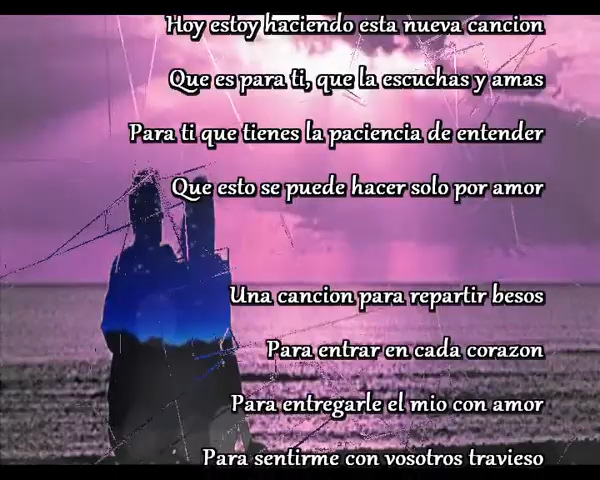 Hoy estoy haciendo esta nueva cancion
Que es para ti, que la escuchas y amas
Para ti que tienes la paciencia de entender
Que esto se puede hacer solo por amor
Una cancion para repartir besos
Para entrar en cada corazon
Para entregarle el mio con amor
Para sentirme con vosotros travieso